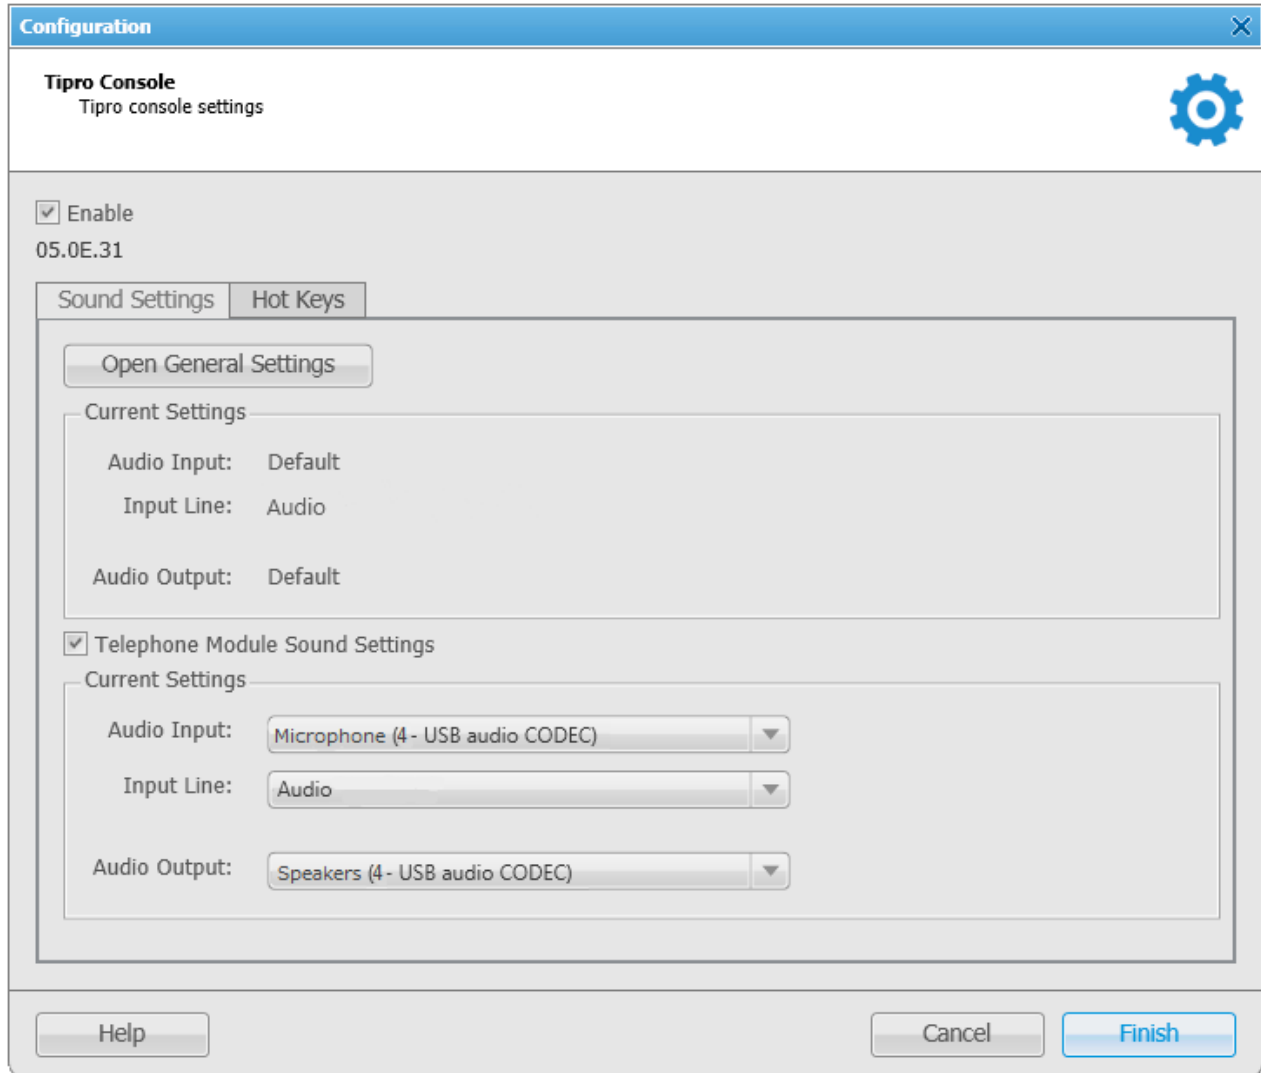 Configuration
Tipro Console
Tipro console settings
Enable
05.0E.31
Sound Settings Hot Keys
Open General Settings
Current Settings
Audio Input: Default
Input Line: Audio
Audio Output: Default
Telephone Module Sound Settings
Current Settings
Audio Input: Microphone (4 - USB audio CODEC)
Input Line: Audio
Audio Output: Speakers (4 - USB audio CODEC)
Help Cancel Finish